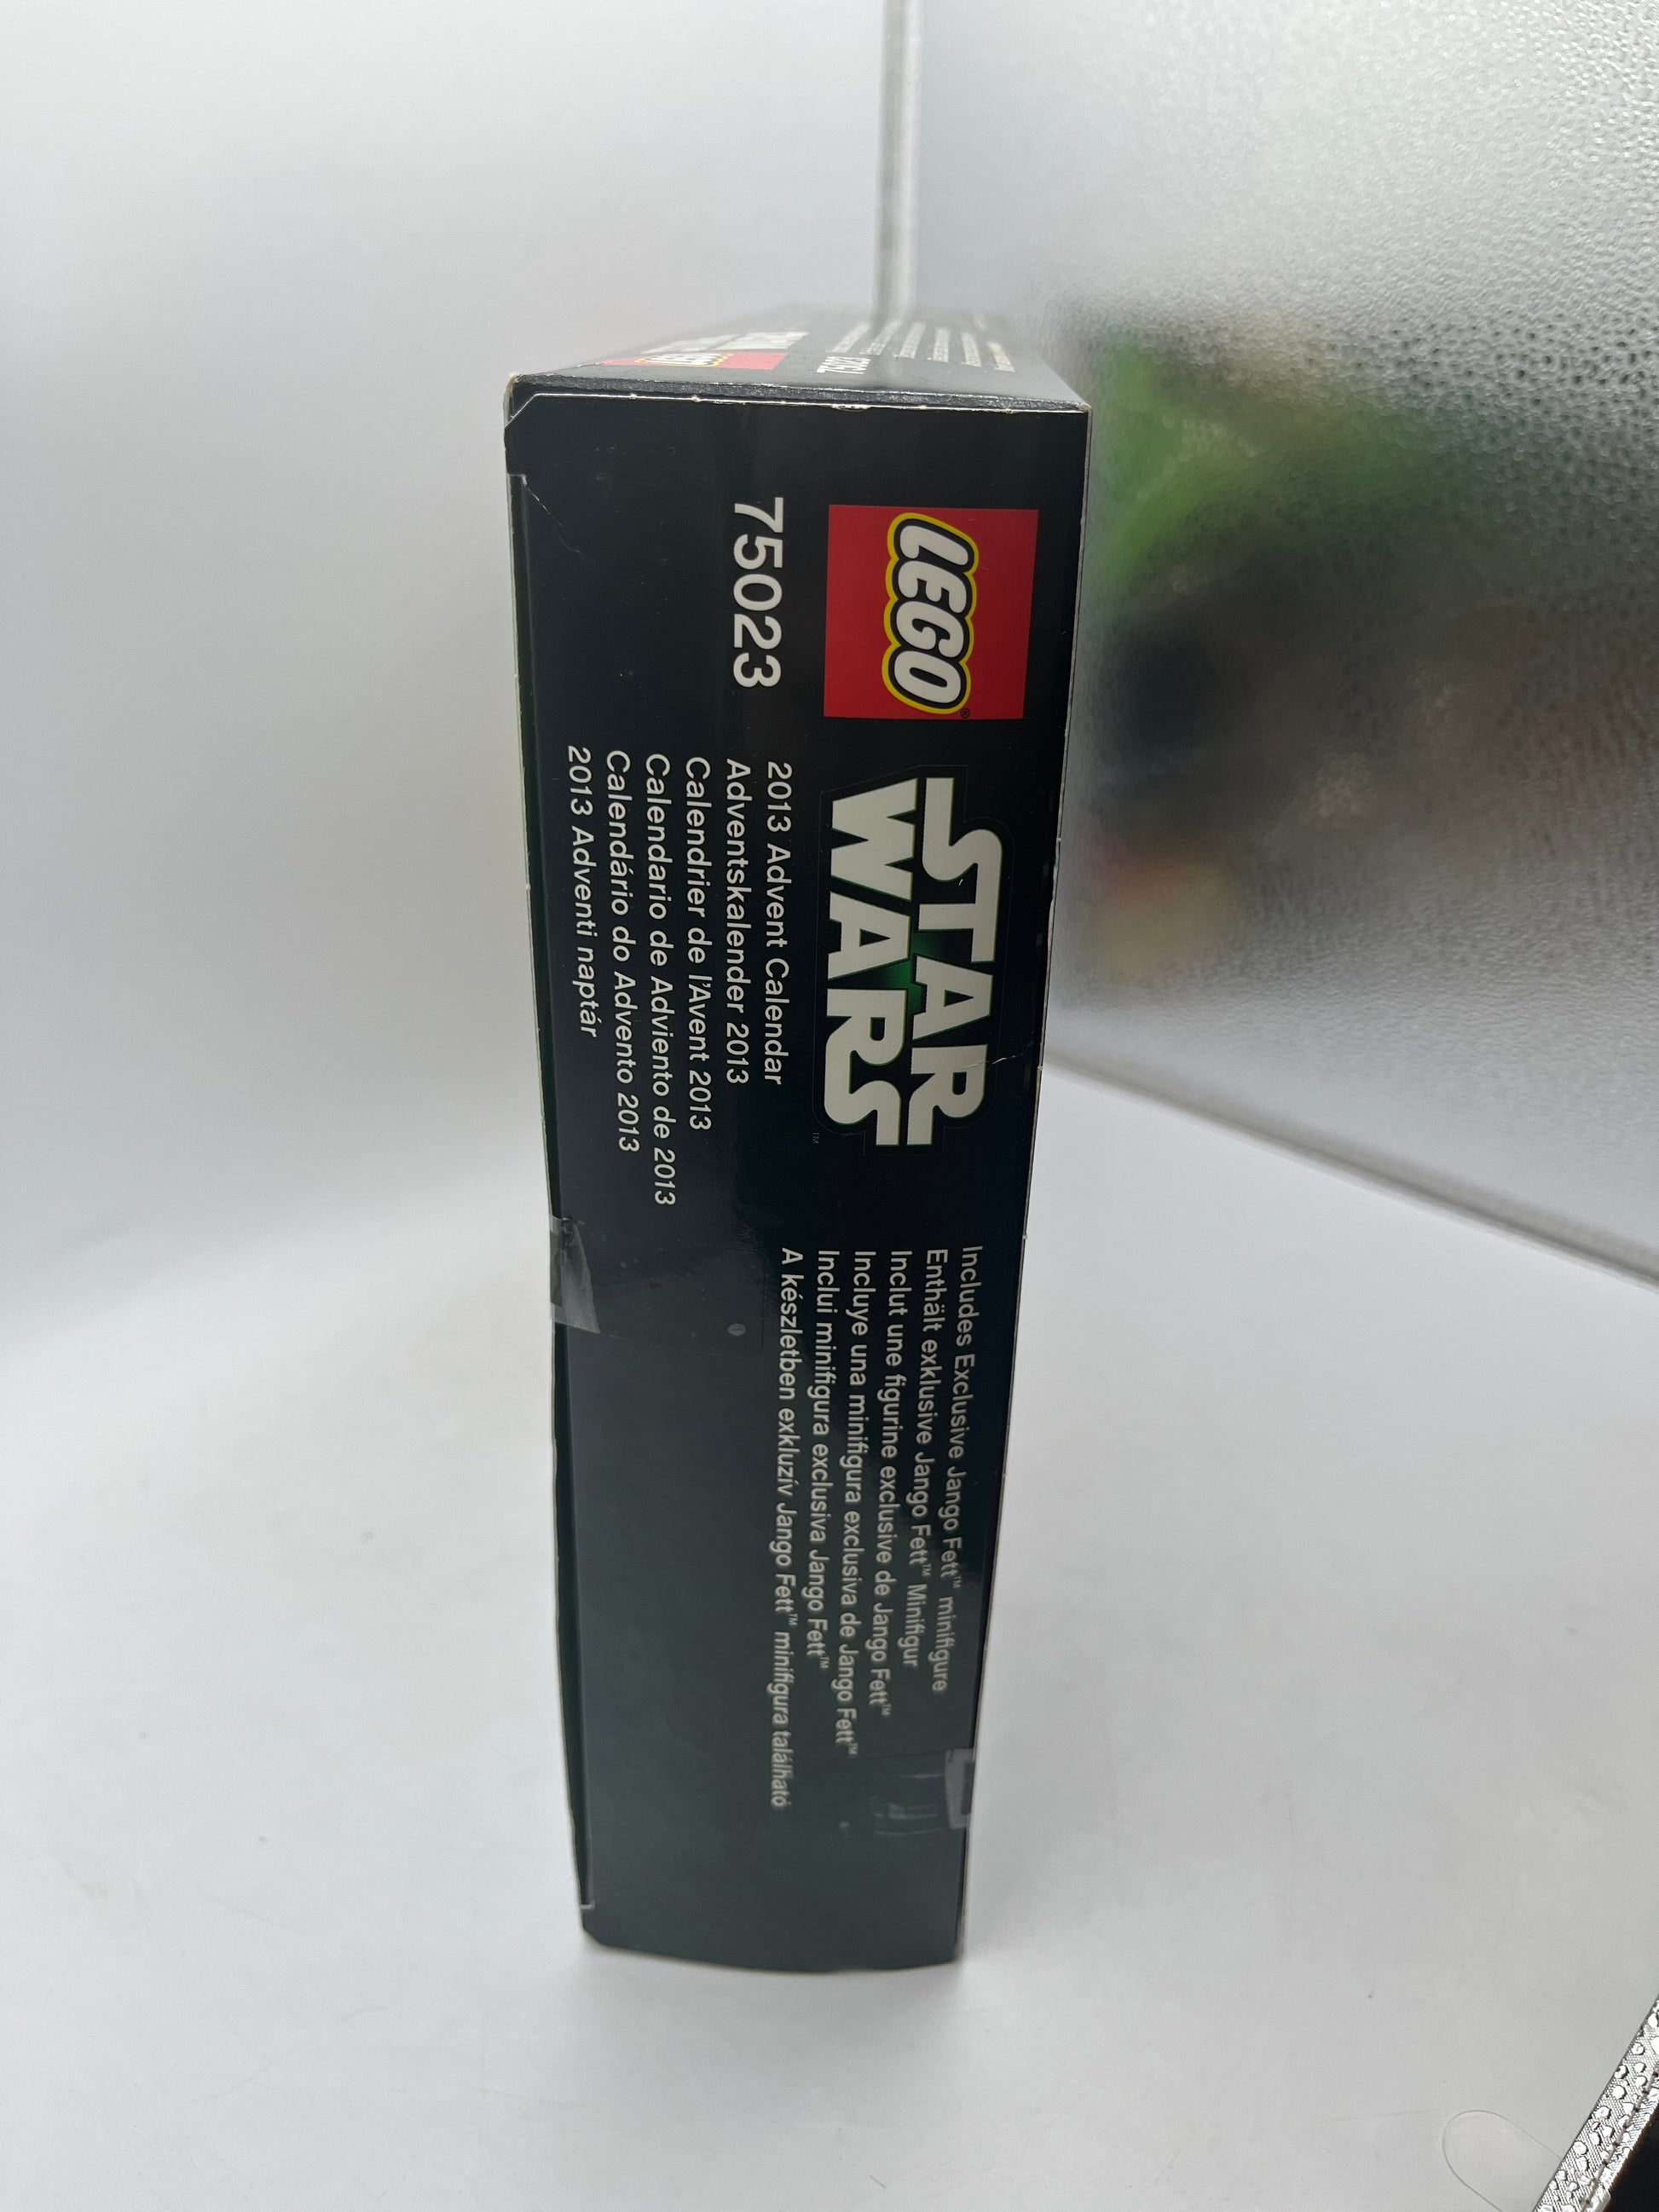 LEGO®
STAR
WARS™
75023
2013 Advent Calendar
Adventskalender 2013
Calendrier de l'Avent 2013
Calendario de Adviento de 2013
Calendário do Advento 2013
2013 Adventi naptár
Includes Exclusive Jango Fett™ minifigure
Enthält exklusive Jango Fett™ Minifigur
Inclut une figurine exclusive de Jango Fett™
Incluye una minifigura exclusiva de Jango Fett™
Inclui minifigura exclusiva Jango Fett™
A készletben exkluzív Jango Fett™ minifigura található
75023